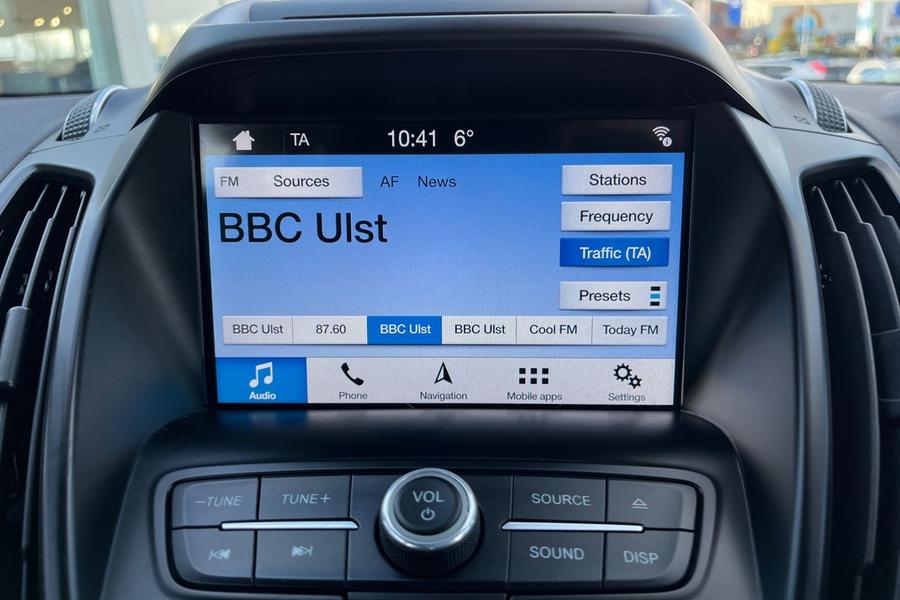 TA 10:41 6°
FM Sources AF News Stations
BBC Ulst
Frequency
Traffic (TA)
Presets
BBC Ulst 87.60 BBC Ulst BBC Ulst Cool FM Today FM
Audio Phone Navigation Mobile apps Settings
-TUNE TUNE+ VOL SOURCE
SOUND DISP